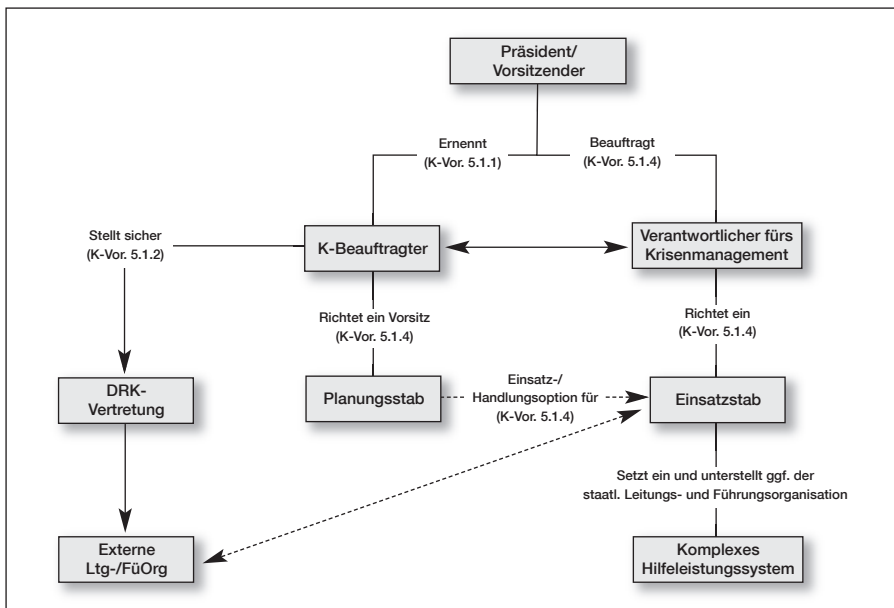 Präsident/
Vorsitzender
Ernennt
(K-Vor. 5.1.1)
Beauftragt
(K-Vor. 5.1.4)
Stellt sicher
(K-Vor. 5.1.2)
K-Beauftragter
Verantwortlicher fürs
Krisenmanagement
Richtet ein Vorsitz
(K-Vor. 5.1.4)
Richtet ein
(K-Vor. 5.1.4)
DRK-
Vertretung
Planungsstab
Einsatz-/
Handlungsoption für
(K-Vor. 5.1.4)
Einsatzstab
Setzt ein und unterstellt ggf. der
staatl. Leitungs- und Führungsorganisation
Externe
Ltg-/FüOrg
Komplexes
Hilfeleistungssystem